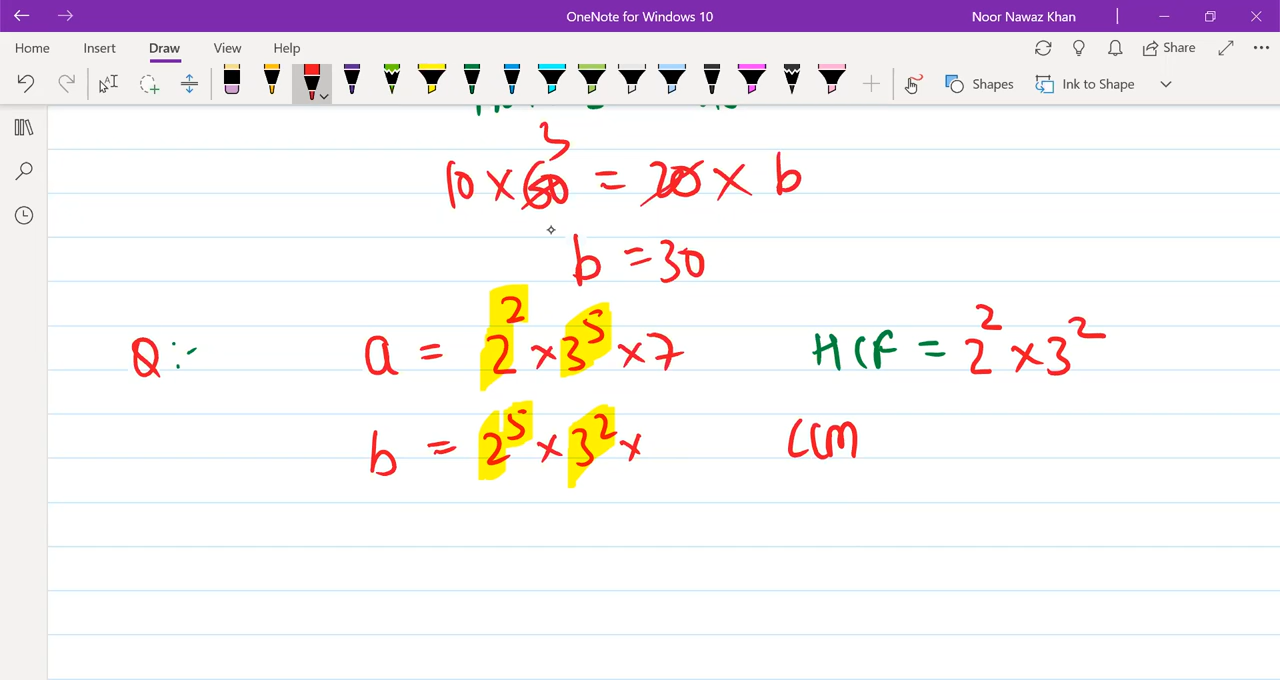 OneNote for Windows 10
Noor Nawaz Khan
Home Insert Draw View Help
Share
Shapes
Ink to Shape
3
10 × 60 = 20 × b
b = 30
Q :- a = 2² × 3⁵ × 7 HCF = 2² × 3²
b = 2⁵ × 3² × LCM